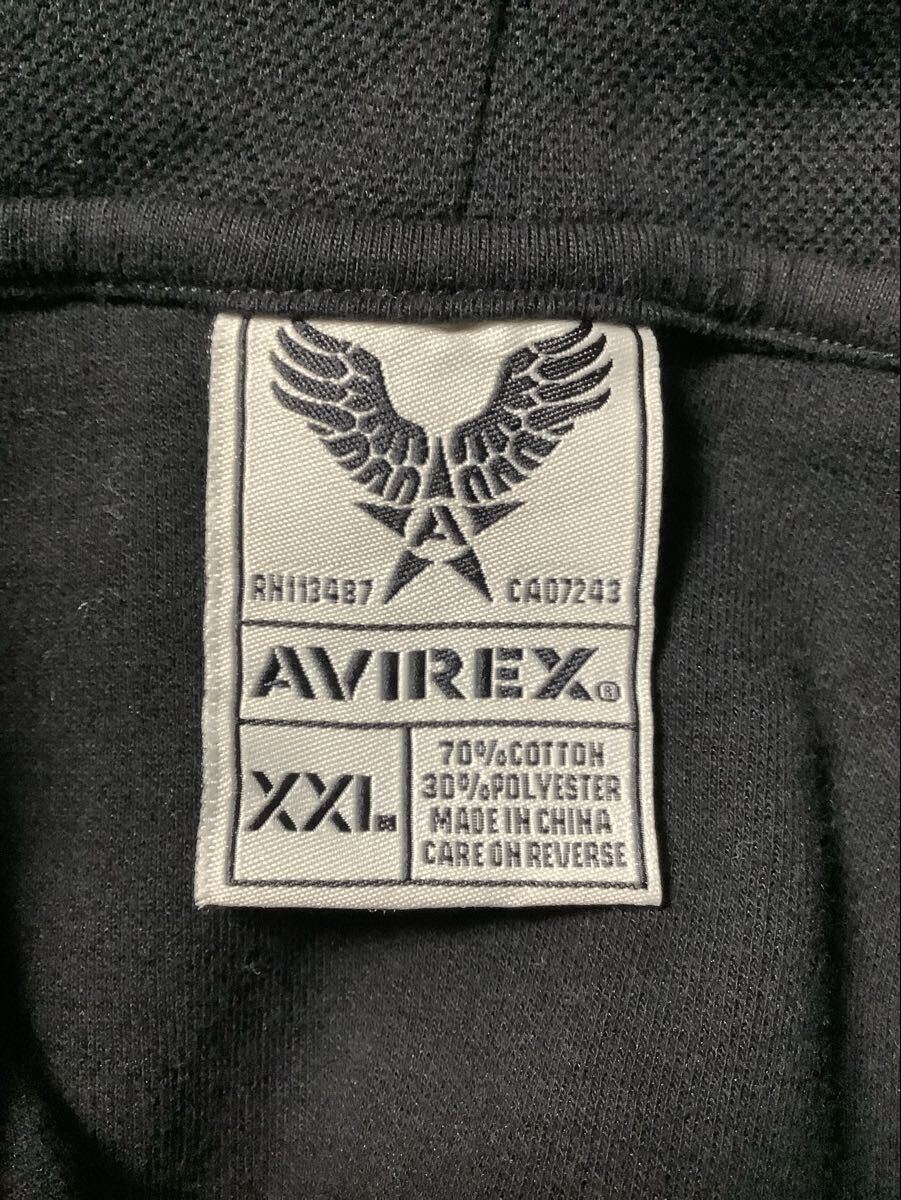 A
RN113487 CA07243
AVIREX®
XXL
70%COTTON
30%POLYESTER
MADE IN CHINA
CARE ON REVERSE